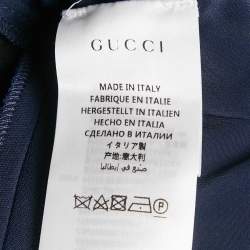 GUCCI
MADE IN ITALY
FABRIQUE EN ITALIE
HERGESTELLT IN ITALIEN
HECHO EN ITALIA
СДЕЛАНО В ИТАЛИИ
イタリア製
产地:意大利
صنع في إيطاليا